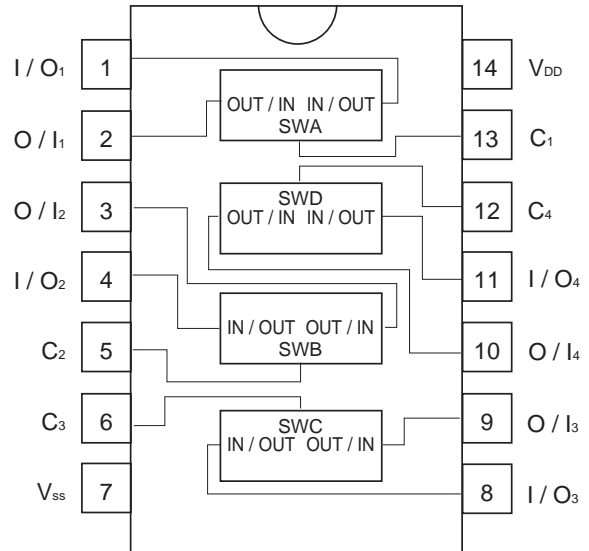 I / O1 1
O / I1 2
O / I2 3
I / O2 4
C2 5
C3 6
Vss 7
OUT / IN IN / OUT
SWA
SWD
OUT / IN IN / OUT
IN / OUT OUT / IN
SWB
SWC
IN / OUT OUT / IN
14 VDD
13 C1
12 C4
11 I / O4
10 O / I4
9 O / I3
8 I / O3